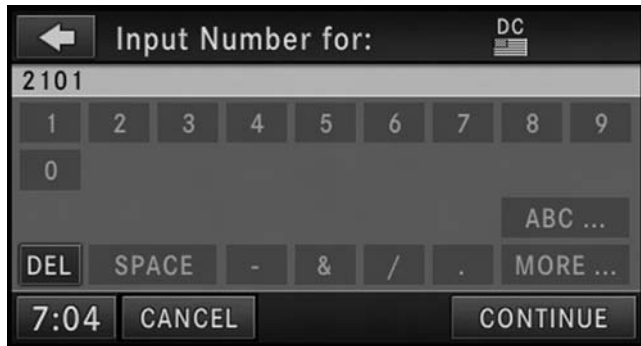 Input Number for: DC
2101
1 2 3 4 5 6 7 8 9
0
ABC ...
DEL SPACE - & / . MORE ...
7:04 CANCEL CONTINUE